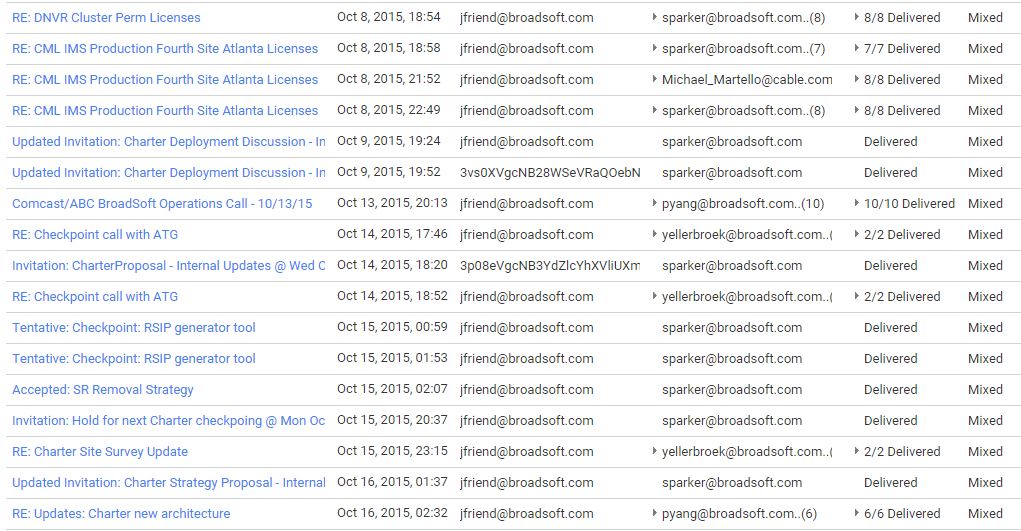 RE: DNVR Cluster Perm Licenses Oct 8, 2015, 18:54 jfriend@broadsoft.com sparker@broadsoft.com..(8) 8/8 Delivered Mixed
RE: CML IMS Production Fourth Site Atlanta Licenses Oct 8, 2015, 18:58 jfriend@broadsoft.com sparker@broadsoft.com..(7) 7/7 Delivered Mixed
RE: CML IMS Production Fourth Site Atlanta Licenses Oct 8, 2015, 21:52 jfriend@broadsoft.com Michael_Martello@cable.com 8/8 Delivered Mixed
RE: CML IMS Production Fourth Site Atlanta Licenses Oct 8, 2015, 22:49 jfriend@broadsoft.com sparker@broadsoft.com..(8) 8/8 Delivered Mixed
Updated Invitation: Charter Deployment Discussion - In Oct 9, 2015, 19:24 jfriend@broadsoft.com sparker@broadsoft.com Delivered Mixed
Updated Invitation: Charter Deployment Discussion - In Oct 9, 2015, 19:52 3vs0XVgcNB28WSeVRaQOebN sparker@broadsoft.com Delivered Mixed
Comcast/ABC BroadSoft Operations Call - 10/13/15 Oct 13, 2015, 20:13 jfriend@broadsoft.com pyang@broadsoft.com..(10) 10/10 Delivered Mixed
RE: Checkpoint call with ATG Oct 14, 2015, 17:46 jfriend@broadsoft.com yellerbroek@broadsoft.com..( 2/2 Delivered Mixed
Invitation: CharterProposal - Internal Updates @ Wed O Oct 14, 2015, 18:20 3p08eVgcNB3YdZlcYhXVliUXm sparker@broadsoft.com Delivered Mixed
RE: Checkpoint call with ATG Oct 14, 2015, 18:52 jfriend@broadsoft.com yellerbroek@broadsoft.com..( 2/2 Delivered Mixed
Tentative: Checkpoint: RSIP generator tool Oct 15, 2015, 00:59 jfriend@broadsoft.com sparker@broadsoft.com Delivered Mixed
Tentative: Checkpoint: RSIP generator tool Oct 15, 2015, 01:53 jfriend@broadsoft.com sparker@broadsoft.com Delivered Mixed
Accepted: SR Removal Strategy Oct 15, 2015, 02:07 jfriend@broadsoft.com sparker@broadsoft.com Delivered Mixed
Invitation: Hold for next Charter checkpoing @ Mon Oc Oct 15, 2015, 20:37 jfriend@broadsoft.com sparker@broadsoft.com Delivered Mixed
RE: Charter Site Survey Update Oct 15, 2015, 23:15 jfriend@broadsoft.com yellerbroek@broadsoft.com..( 2/2 Delivered Mixed
Updated Invitation: Charter Strategy Proposal - Internal Oct 16, 2015, 01:37 jfriend@broadsoft.com sparker@broadsoft.com Delivered Mixed
RE: Updates: Charter new architecture Oct 16, 2015, 02:32 jfriend@broadsoft.com pyang@broadsoft.com..(6) 6/6 Delivered Mixed